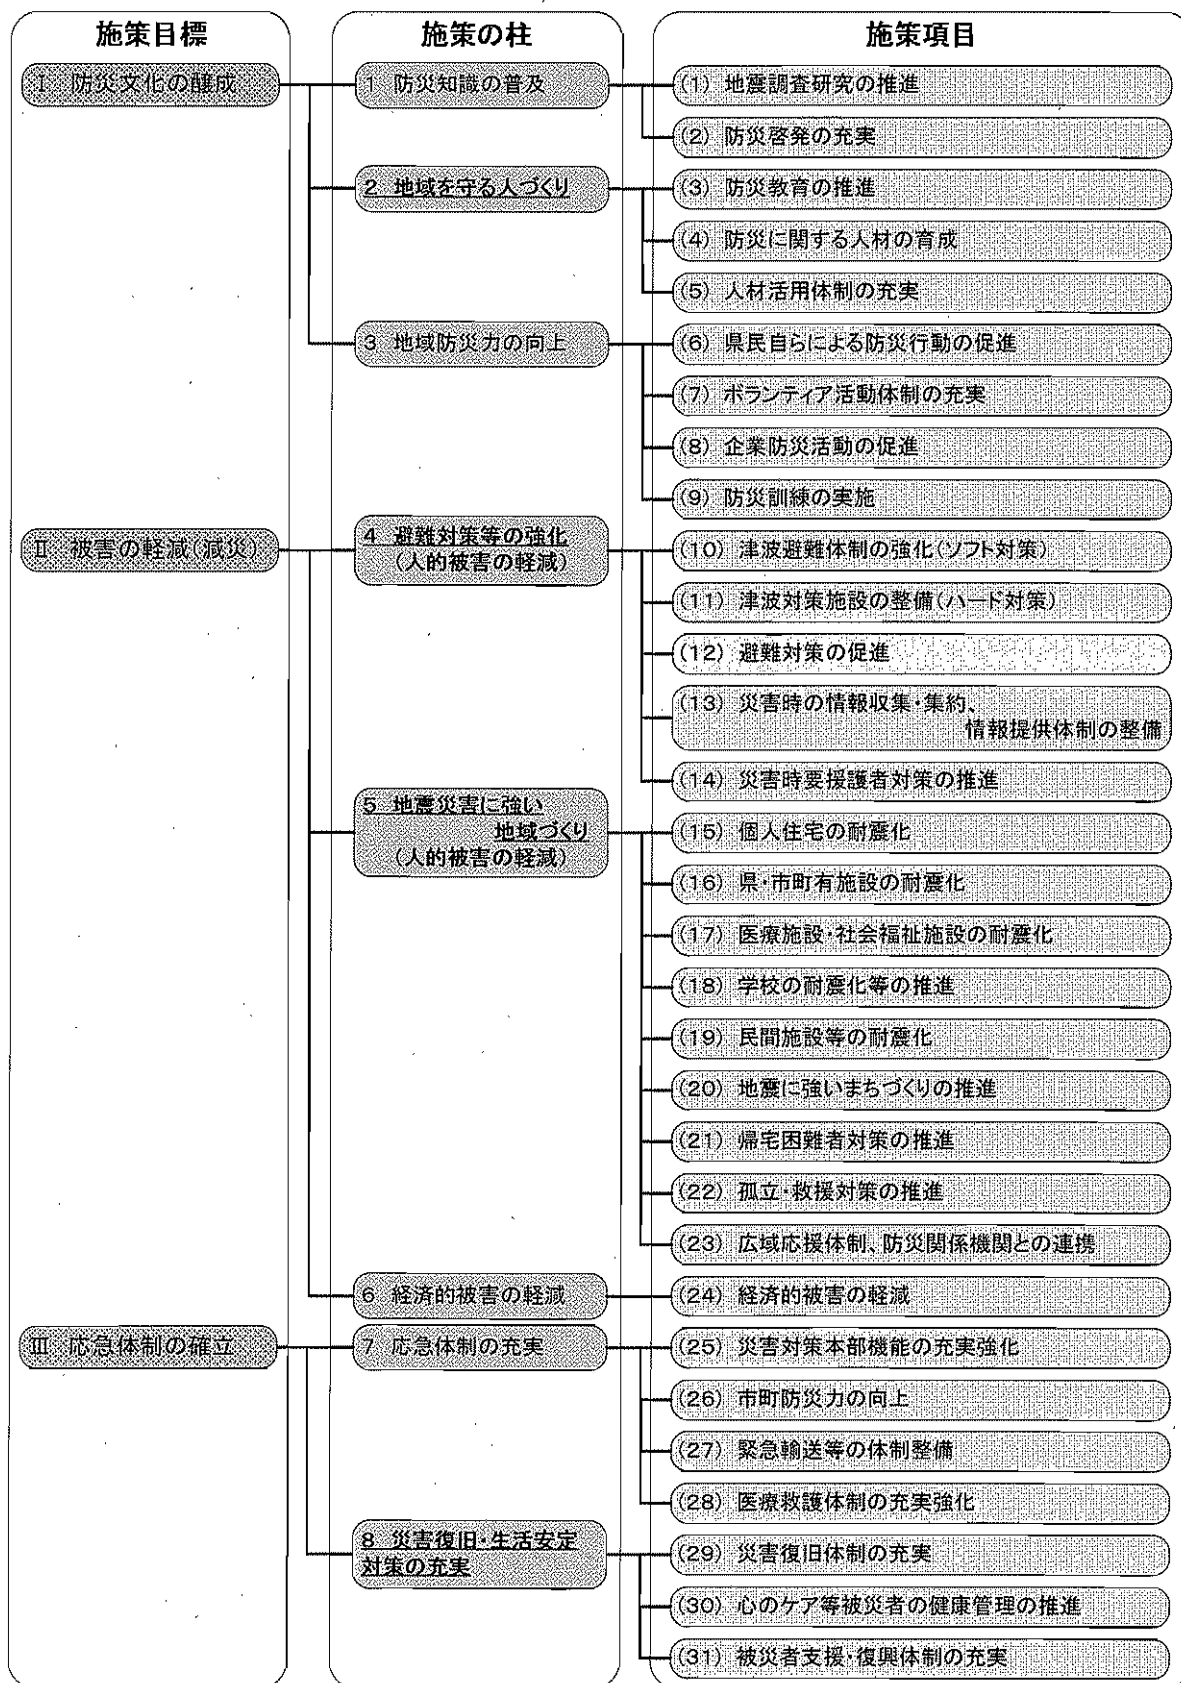 施策目標
施策の柱
施策項目
Ⅰ 防災文化の醸成
1 防災知識の普及
(1) 地震調査研究の推進
(2) 防災啓発の充実
2 地域を守る人づくり
(3) 防災教育の推進
(4) 防災に関する人材の育成
(5) 人材活用体制の充実
3 地域防災力の向上
(6) 県民自らによる防災行動の促進
(7) ボランティア活動体制の充実
(8) 企業防災活動の促進
(9) 防災訓練の実施
Ⅱ 被害の軽減(減災)
4 避難対策等の強化
(人的被害の軽減)
(10) 津波避難体制の強化(ソフト対策)
(11) 津波対策施設の整備(ハード対策)
(12) 避難対策の促進
(13) 災害時の情報収集・集約、
情報提供体制の整備
(14) 災害時要援護者対策の推進
5 地震災害に強い
地域づくり
(人的被害の軽減)
(15) 個人住宅の耐震化
(16) 県・市町有施設の耐震化
(17) 医療施設・社会福祉施設の耐震化
(18) 学校の耐震化等の推進
(19) 民間施設等の耐震化
(20) 地震に強いまちづくりの推進
(21) 帰宅困難者対策の推進
(22) 孤立・救援対策の推進
(23) 広域応援体制、防災関係機関との連携
6 経済的被害の軽減
(24) 経済的被害の軽減
Ⅲ 応急体制の確立
7 応急体制の充実
(25) 災害対策本部機能の充実強化
(26) 市町防災力の向上
(27) 緊急輸送等の体制整備
(28) 医療救護体制の充実強化
8 災害復旧・生活安定
対策の充実
(29) 災害復旧体制の充実
(30) 心のケア等被災者の健康管理の推進
(31) 被災者支援・復興体制の充実